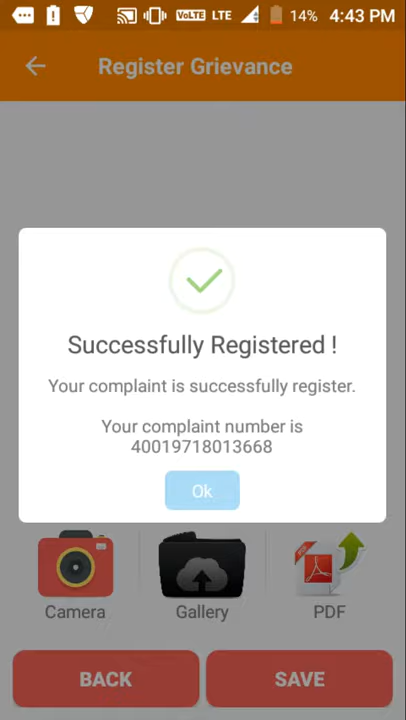 VoLTE LTE 14% 4:43 PM
Register Grievance
Successfully Registered !
Your complaint is successfully register.
Your complaint number is
40019718013668
Ok
PDF
Camera Gallery PDF
BACK SAVE